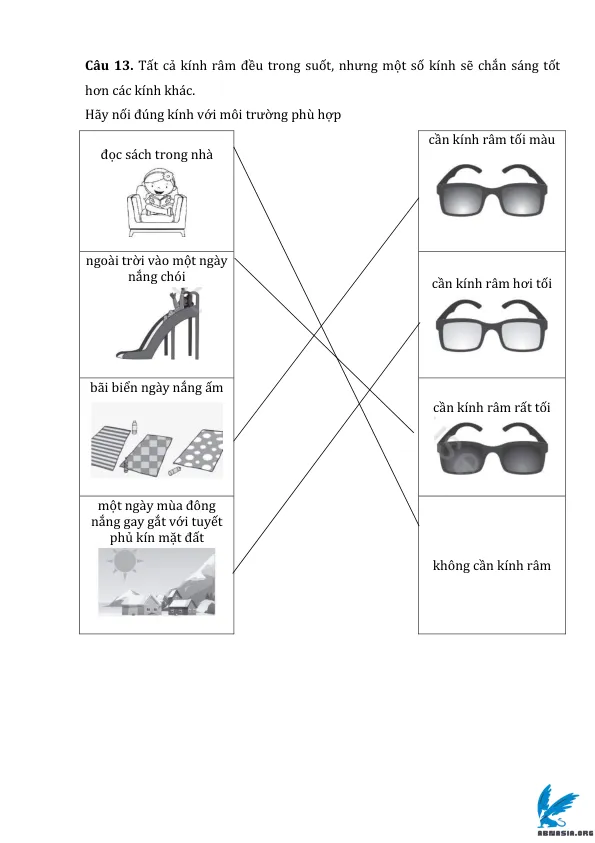 Câu 13. Tất cả kính râm đều trong suốt, nhưng một số kính sẽ chắn sáng tốt
hơn các kính khác.
Hãy nối đúng kính với môi trường phù hợp
đọc sách trong nhà
cần kính râm tối màu
ngoài trời vào một ngày
nắng chói
cần kính râm hơi tối
bãi biển ngày nắng ấm
cần kính râm rất tối
một ngày mùa đông
nắng gay gắt với tuyết
phủ kín mặt đất
không cần kính râm
ABNASIA.ORG